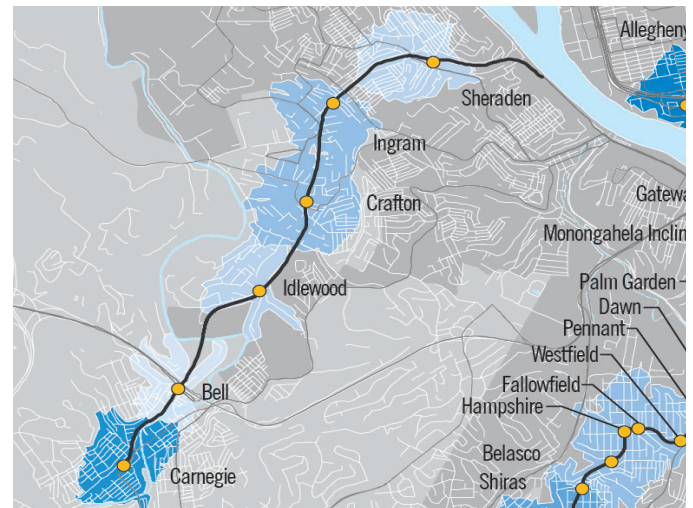 Allegheny
Sheraden
Ingram
Crafton
Gatewa
Monongahela Inclin
Idlewood
Palm Garden
Dawn
Pennant
Westfield
Fallowfield
Bell
Hampshire
Belasco
Carnegie
Shiras